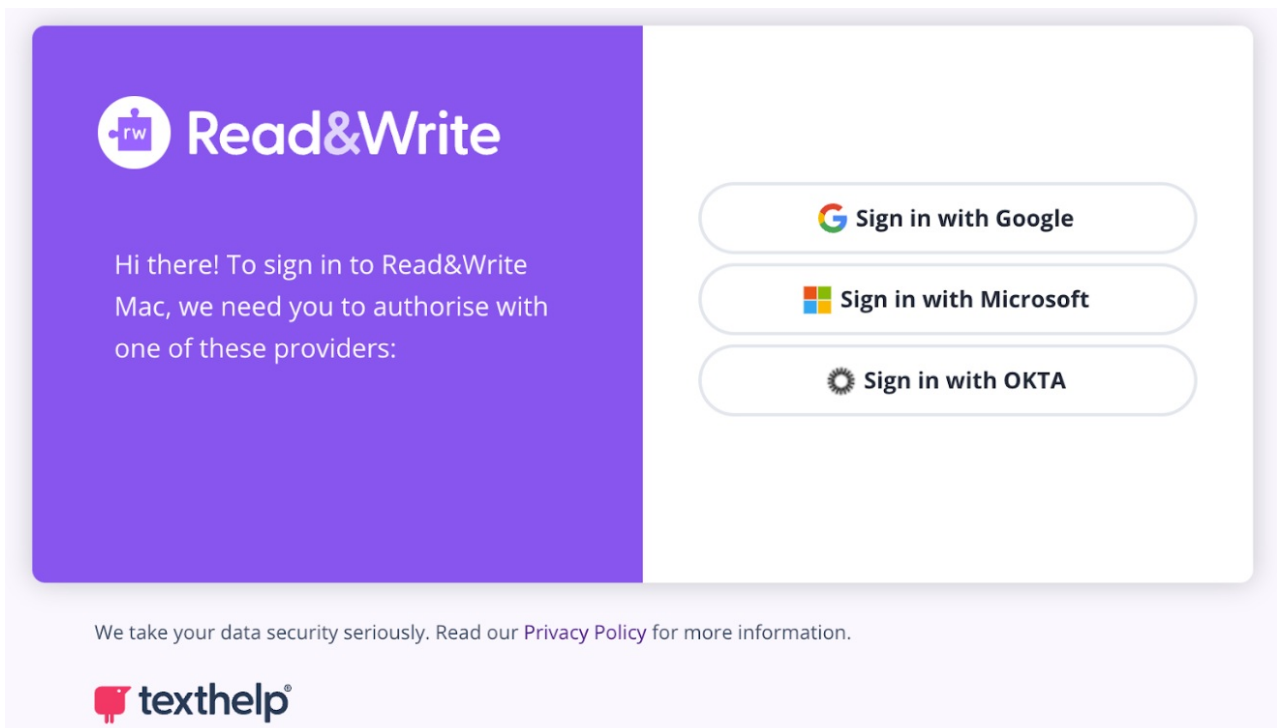 rw Read&Write
Hi there! To sign in to Read&Write
Mac, we need you to authorise with
one of these providers:
Sign in with Google
Sign in with Microsoft
Sign in with OKTA
We take your data security seriously. Read our Privacy Policy for more information.
texthelp®